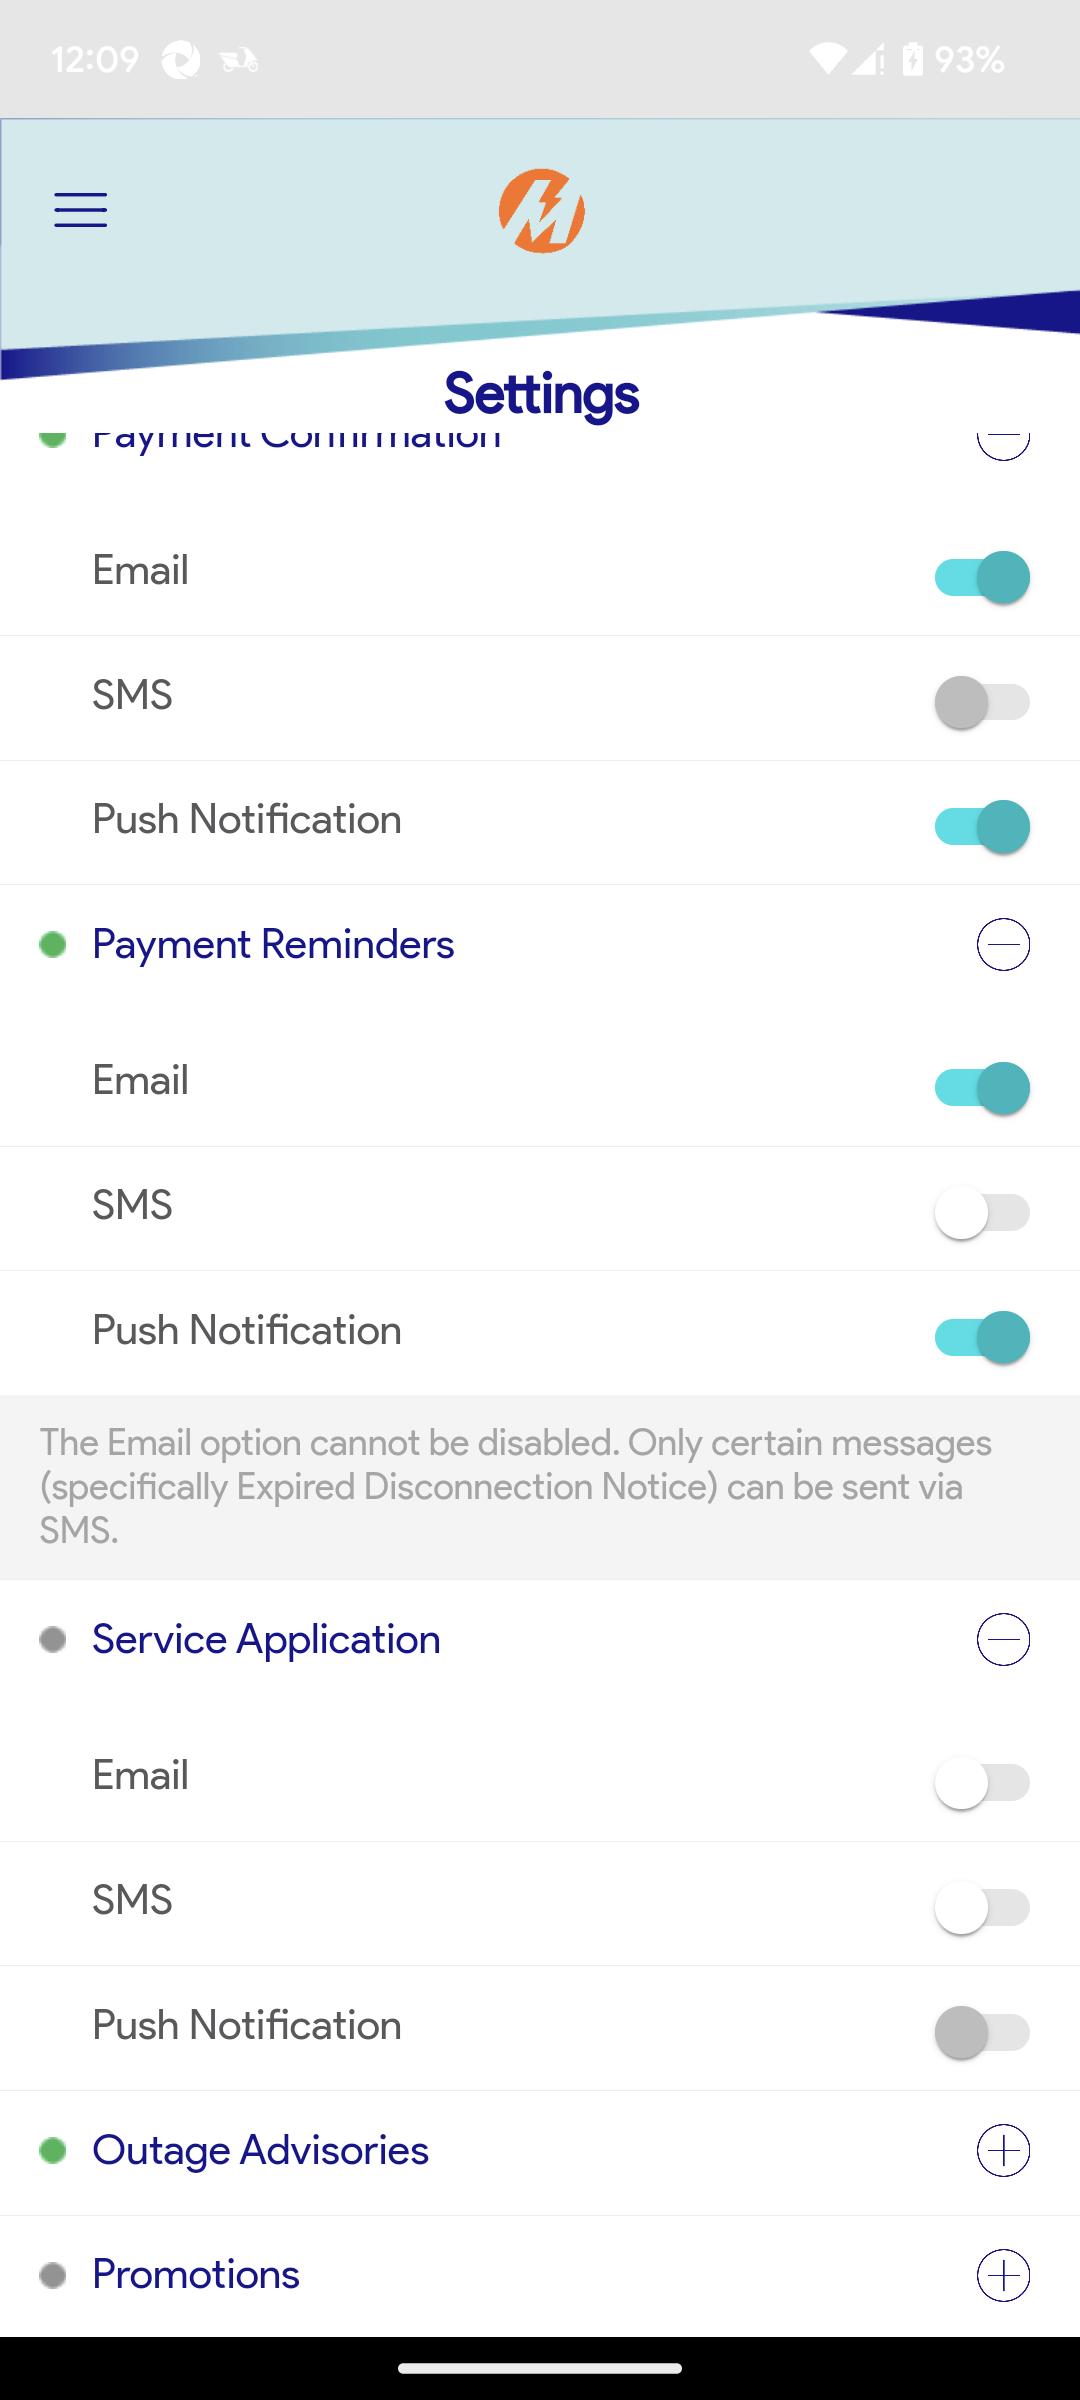 12:09
93%
Settings
Payment Confirmation
Email
SMS
Push Notification
Payment Reminders
Email
SMS
Push Notification
The Email option cannot be disabled. Only certain messages
(specifically Expired Disconnection Notice) can be sent via
SMS.
Service Application
Email
SMS
Push Notification
Outage Advisories
Promotions